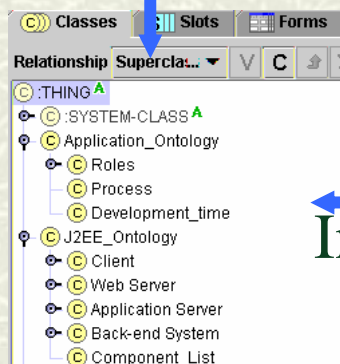 Classes Slots Forms
Relationship Supercla... V C
C :THING A
C :SYSTEM-CLASS A
C Application_Ontology
C Roles
C Process
C Development_time
C J2EE_Ontology
C Client
C Web Server
C Application Server
C Back-end System
C Component_List